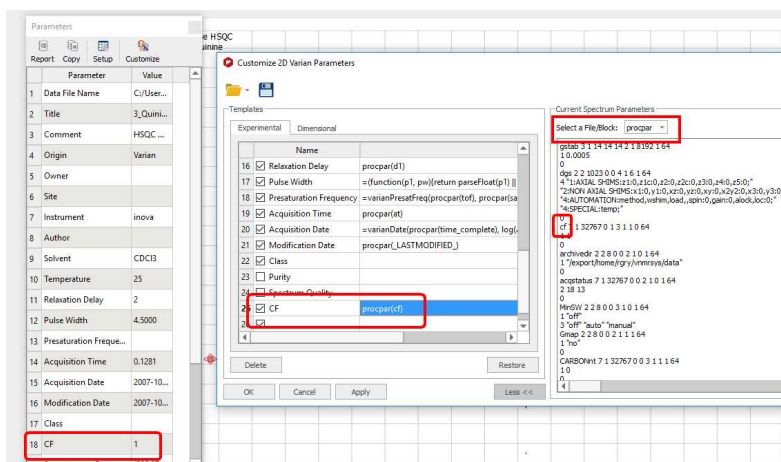 Parameters
Report Copy Setup Customize
Parameter Value
1 Data File Name C:/User...
2 Title 3_Quini...
3 Comment HSQC ...
4 Origin Varian
5 Owner
6 Site
7 Instrument inova
8 Author
9 Solvent CDCl3
10 Temperature 25
11 Relaxation Delay 2
12 Pulse Width 4.5000
13 Presaturation Freque...
14 Acquisition Time 0.1281
15 Acquisition Date 2007-10...
16 Modification Date 2007-10...
17 Class
18 CF 1
e HSQC
uinine
Customize 2D Varian Parameters
Templates
Experimental Dimensional
Name
16 Relaxation Delay procpar(d1)
17 Pulse Width =(function(p1, pw){return parseFloat(p1) ||
18 Presaturation Frequency =varianPresatFreq(procpar(tof), procpar(sa
19 Acquisition Time procpar(at)
20 Acquisition Date =varianDate(procpar(time_complete), log(
21 Modification Date procpar(_LASTMODIFIED_)
22 Class
23 Purity
24 Spectrum Quality
25 CF procpar(cf)
Delete Restore
OK Cancel Apply Less <<
Current Spectrum Parameters
Select a File/Block: procpar
gstab 3 1 14 14 14 2 1 8192 1 64
1 0.0005
0
dgs 2 2 1023 0 0 4 1 6 1 64
4 "1:AXIAL SHIMS:z1:0,z1c:0,z2:0,z2c:0,z3:0,z4:0,z5:0;"
"2:NON AXIAL SHIMS:x1:0,y1:0,xz:0,yz:0,xy:0,x2y2:0,x3:0,y3:0
"4:AUTOMATION:method,wshim,load,,spin:0,gain:0,alock,loc:0;"
"4:SPECIAL:temp;"
0
cf 7 1 32767 0 1 3 1 1 0 64
0
archivedir 2 2 8 0 0 2 1 0 1 64
1 "/export/home/rgry/vnmrsys/data"
0
acqstatus 7 1 32767 0 0 2 1 0 1 64
2 18 13
0
MinSW 2 2 8 0 0 3 1 0 1 64
1 "off"
3 "off" "auto" "manual"
Gmap 2 2 8 0 0 2 1 1 1 64
1 "no"
0
CARBONnt 7 1 32767 0 0 3 1 1 1 64
1 0